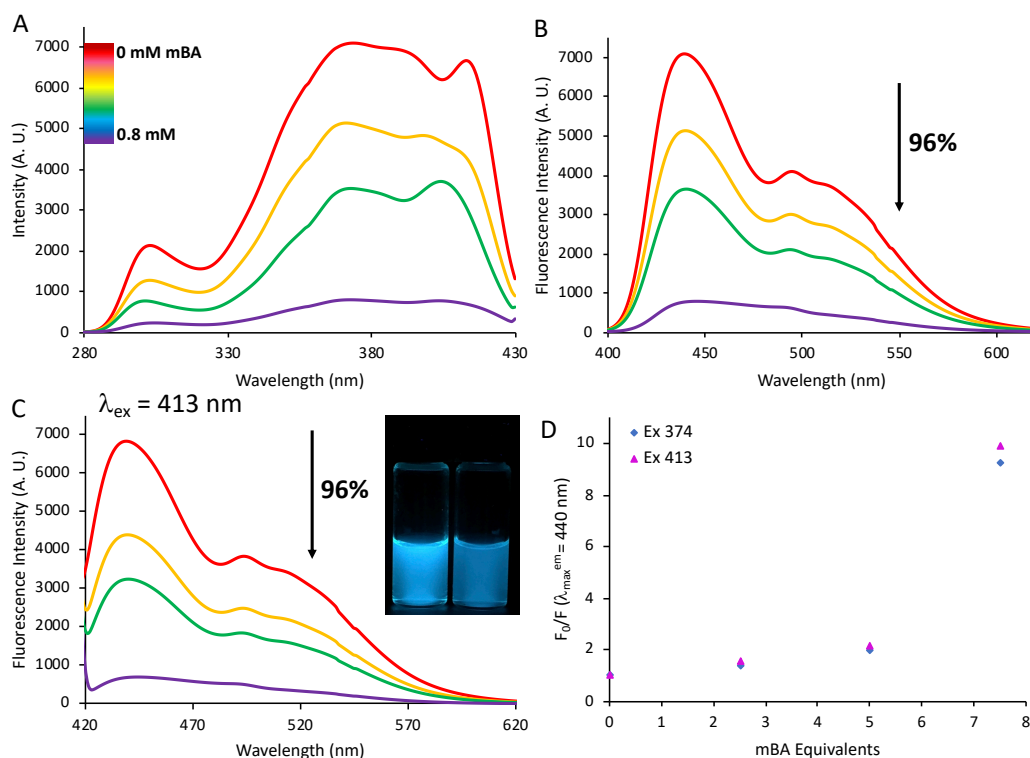 A
0 mM mBA
0.8 mM
Intensity (A. U.)
7000
6000
5000
4000
3000
2000
1000
0
280 330 380 430
Wavelength (nm)
B
96%
Fluorescence Intensity (A. U.)
7000
6000
5000
4000
3000
2000
1000
0
400 450 500 550 600
Wavelength (nm)
C
λex = 413 nm
96%
Fluorescence Intensity (A. U.)
7000
6000
5000
4000
3000
2000
1000
0
420 470 520 570 620
Wavelength (nm)
D
Ex 374
Ex 413
F0/F (λmax^em = 440 nm)
10
8
6
4
2
0
0 1 2 3 4 5 6 7 8
mBA Equivalents